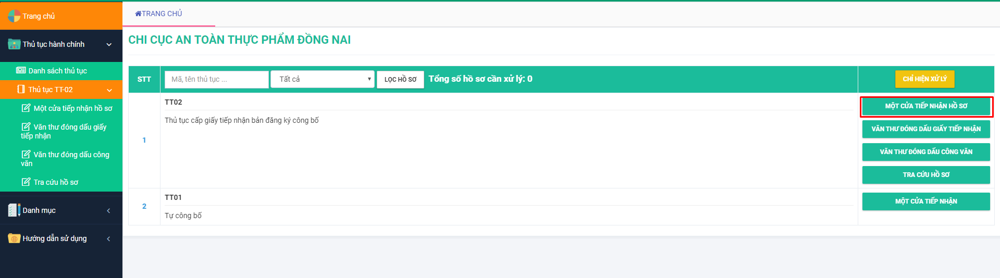 Trang chủ
Thủ tục hành chính
Danh sách thủ tục
Thủ tục TT-02
Một cửa tiếp nhận hồ sơ
Văn thư đóng dấu giấy
tiếp nhận
Văn thư đóng dấu công
văn
Tra cứu hồ sơ
Danh mục
Hướng dẫn sử dụng
TRANG CHỦ
CHI CỤC AN TOÀN THỰC PHẨM ĐỒNG NAI
STT
Mã, tên thủ tục ...
Tất cả
LỌC HỒ SƠ
Tổng số hồ sơ cần xử lý: 0
CHỈ HIỆN XỬ LÝ
1
TT02
Thủ tục cấp giấy tiếp nhận bản đăng ký công bố
MỘT CỬA TIẾP NHẬN HỒ SƠ
VĂN THƯ ĐÓNG DẤU GIẤY TIẾP NHẬN
VĂN THƯ ĐÓNG DẤU CÔNG VĂN
TRA CỨU HỒ SƠ
2
TT01
Tự công bố
MỘT CỬA TIẾP NHẬN